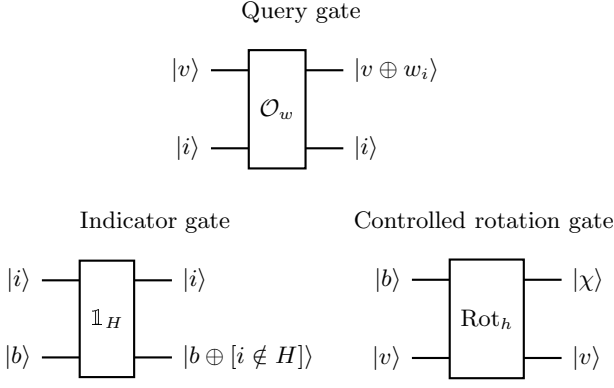 Query gate
|v⟩ |v ⊕ w_i⟩
𝒪_w
|i⟩ |i⟩
Indicator gate Controlled rotation gate
|i⟩ |i⟩ |b⟩ |χ⟩
𝟙_H Rot_h
|b⟩ |b ⊕ [i ∉ H]⟩ |v⟩ |v⟩